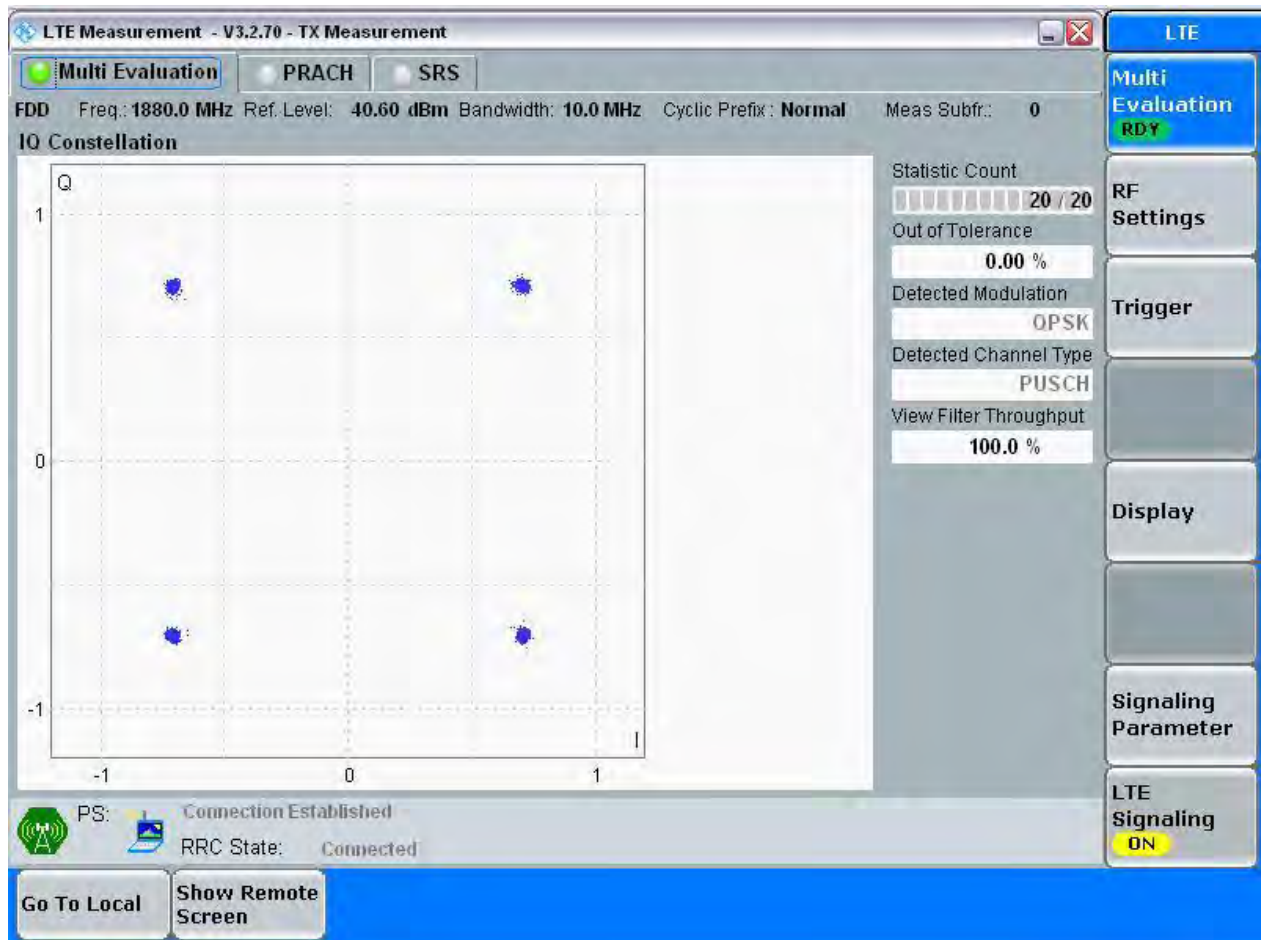 LTE Measurement - V3.2.70 - TX Measurement
LTE
Multi Evaluation PRACH SRS
FDD Freq.: 1880.0 MHz Ref. Level: 40.60 dBm Bandwidth: 10.0 MHz Cyclic Prefix: Normal Meas Subfr.: 0
IQ Constellation
Q
1
0
-1
I
-1 0 1
Statistic Count
20 / 20
Out of Tolerance
0.00 %
Detected Modulation
QPSK
Detected Channel Type
PUSCH
View Filter Throughput
100.0 %
Multi
Evaluation
RDY
RF
Settings
Trigger
Display
Signaling
Parameter
LTE
Signaling
ON
PS: Connection Established
RRC State: Connected
Go To Local
Show Remote
Screen